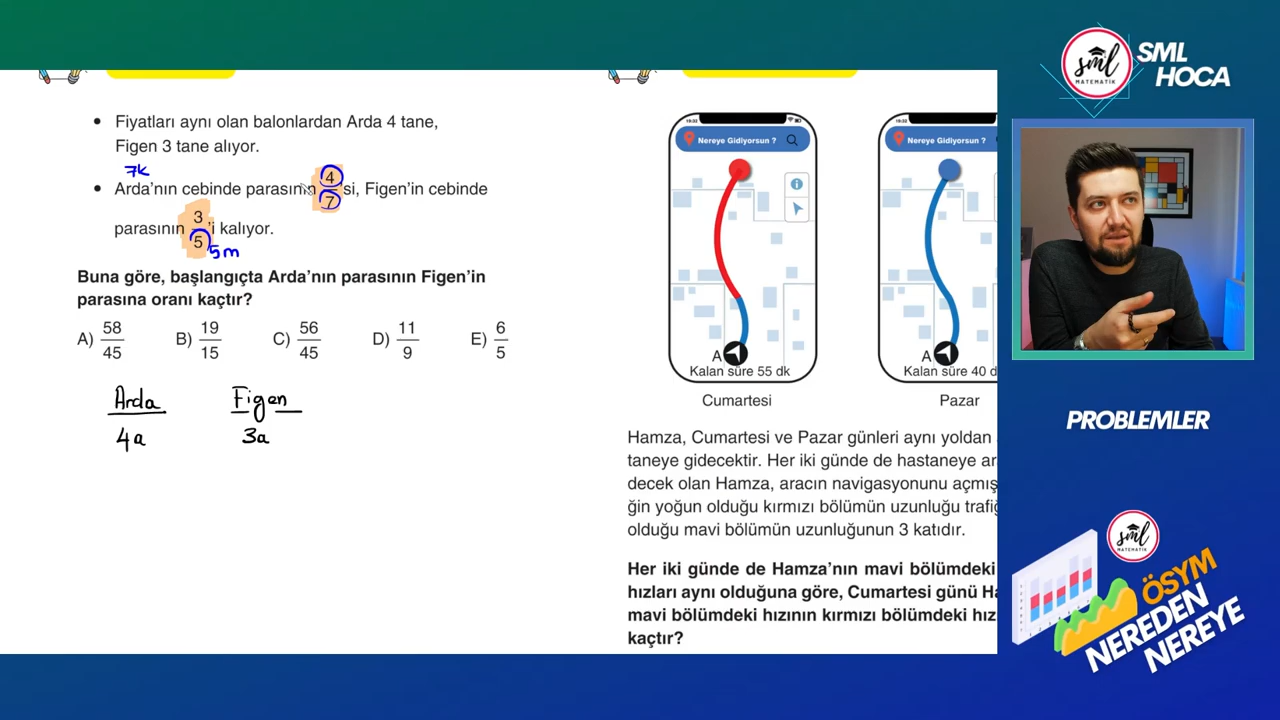 sml
MATEMATİK
SML
HOCA
• Fiyatları aynı olan balonlardan Arda 4 tane,
Figen 3 tane alıyor.
7k
• Arda'nın cebinde parasının 4/7 'si, Figen'in cebinde
parasının 3/5 'i kalıyor.
5m
Buna göre, başlangıçta Arda'nın parasının Figen'in
parasına oranı kaçtır?
A) 58/45 B) 19/15 C) 56/45 D) 11/9 E) 6/5
Arda Figen
4a 3a
Nereye Gidiyorsun ?
A
Kalan süre 55 dk
Cumartesi
Nereye Gidiyorsun ?
A
Kalan süre 40 d
Pazar
Hamza, Cumartesi ve Pazar günleri aynı yoldan
taneye gidecektir. Her iki günde de hastaneye ar
decek olan Hamza, aracın navigasyonunu açmış
ğin yoğun olduğu kırmızı bölümün uzunluğu trafiğ
olduğu mavi bölümün uzunluğunun 3 katıdır.
Her iki günde de Hamza'nın mavi bölümdeki
hızları aynı olduğuna göre, Cumartesi günü Ha
mavi bölümdeki hızının kırmızı bölümdeki hız
kaçtır?
PROBLEMLER
sml
MATEMATİK
ÖSYM
NEREDEN
NEREYE